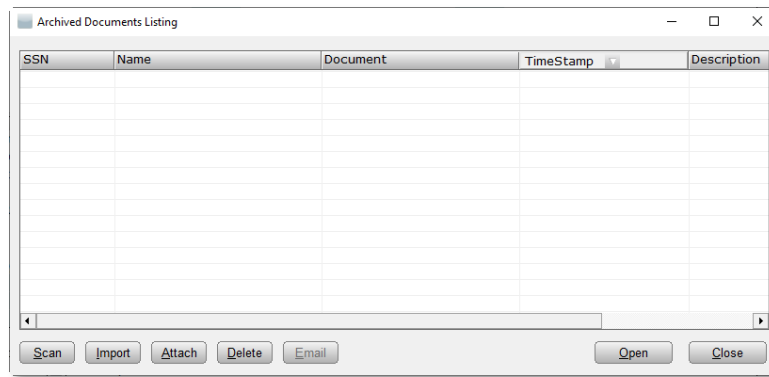 Archived Documents Listing
SSN Name Document TimeStamp Description
Scan Import Attach Delete Email Open Close